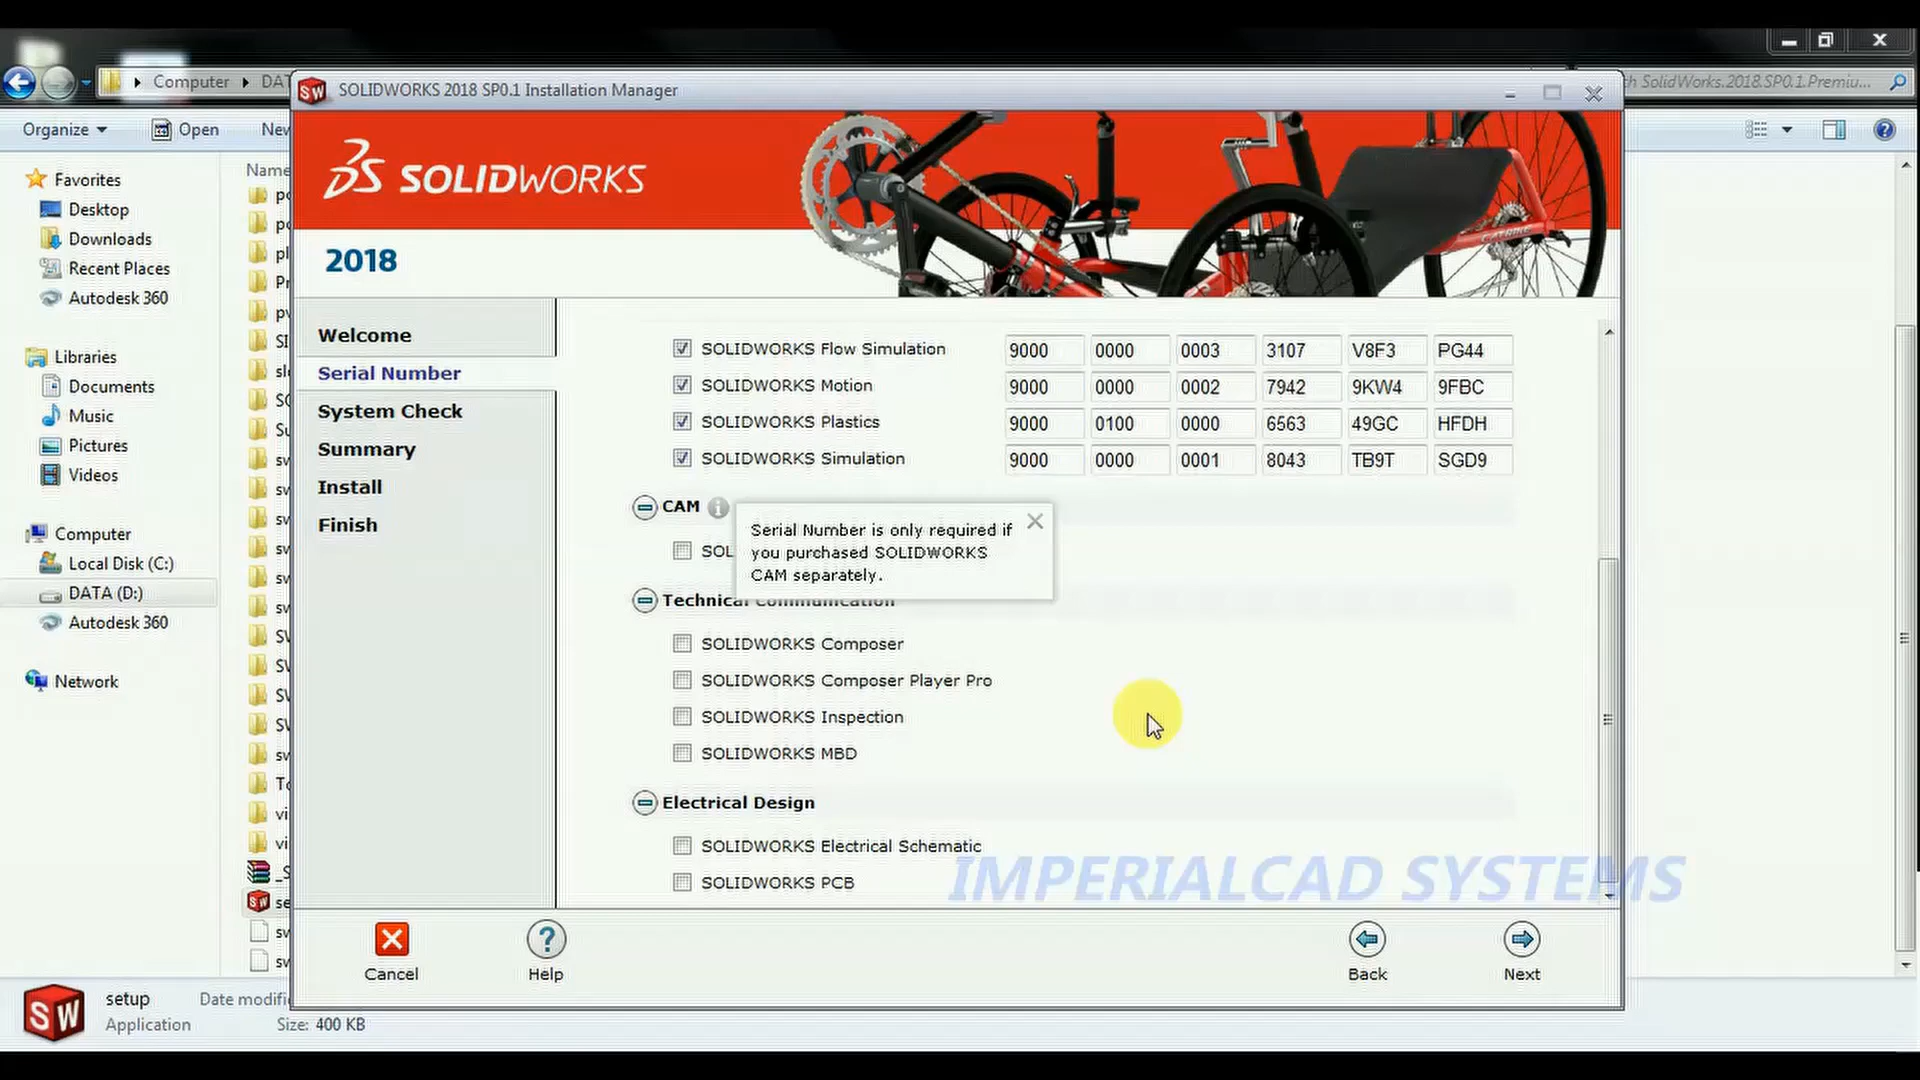 Computer DATA
SolidWorks.2018.SP0.1.Premiu...
SOLIDWORKS 2018 SP0.1 Installation Manager
Organize Open
SOLIDWORKS
2018
Favorites
Desktop
Downloads
Recent Places
Autodesk 360
Libraries
Documents
Music
Pictures
Videos
Computer
Local Disk (C:)
DATA (D:)
Autodesk 360
Network
Name
Welcome
Serial Number
System Check
Summary
Install
Finish
SOLIDWORKS Flow Simulation 9000 0000 0003 3107 V8F3 PG44
SOLIDWORKS Motion 9000 0000 0002 7942 9KW4 9FBC
SOLIDWORKS Plastics 9000 0100 0000 6563 49GC HFDH
SOLIDWORKS Simulation 9000 0000 0001 8043 TB9T SGD9
CAM
Serial Number is only required if
you purchased SOLIDWORKS
CAM separately.
Technical Communication
SOLIDWORKS Composer
SOLIDWORKS Composer Player Pro
SOLIDWORKS Inspection
SOLIDWORKS MBD
Electrical Design
SOLIDWORKS Electrical Schematic
SOLIDWORKS PCB
IMPERIALCAD SYSTEMS
Cancel
Help
Back
Next
setup Date modifi
Application Size: 400 KB